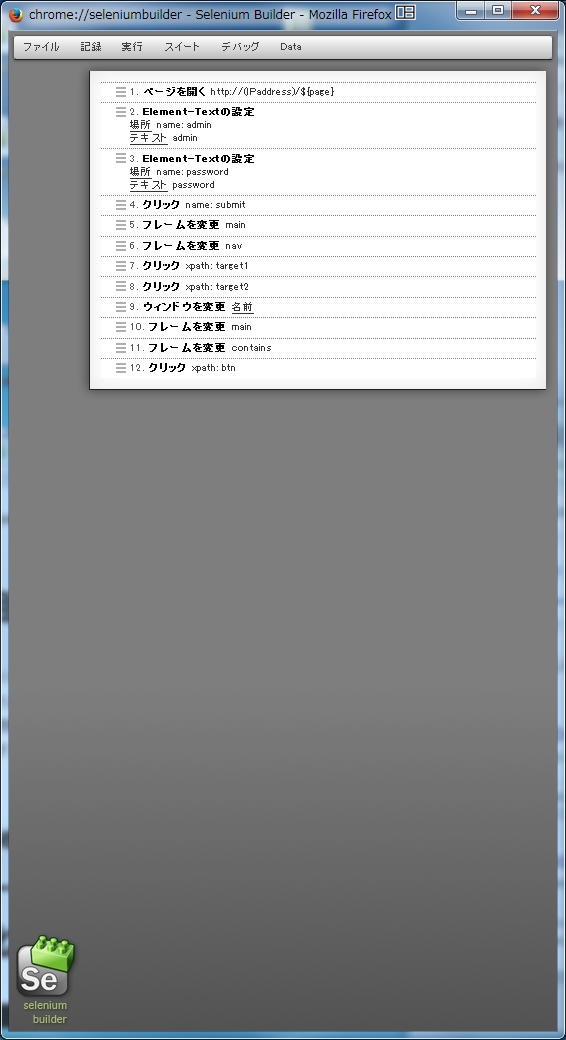 chrome://seleniumbuilder - Selenium Builder - Mozilla Firefox
ファイル 記録 実行 スイート デバッグ Data
1. ページを開く http://(IPaddress)/${page}
2. Element-Textの設定
場所 name: admin
テキスト admin
3. Element-Textの設定
場所 name: password
テキスト password
4. クリック name: submit
5. フレームを変更 main
6. フレームを変更 nav
7. クリック xpath: target1
8. クリック xpath: target2
9. ウィンドウを変更 名前
10. フレームを変更 main
11. フレームを変更 contains
12. クリック xpath: btn
Se
selenium
builder